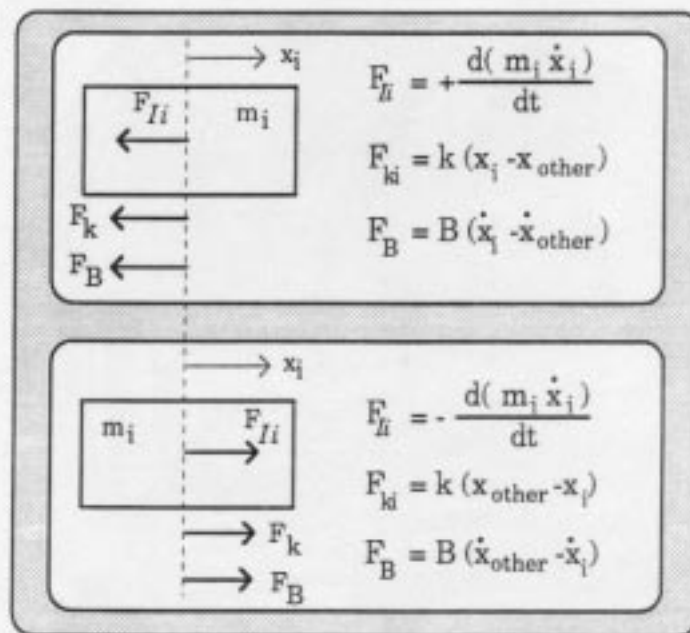 x_i
F_Ii m_i
F_k
F_B
F_Ii = + d( m_i ẋ_i ) / dt
F_ki = k ( x_i - x_other )
F_B = B ( ẋ_i - ẋ_other )
x_i
m_i F_Ii
F_k
F_B
F_Ii = - d( m_i ẋ_i ) / dt
F_ki = k ( x_other - x_i )
F_B = B ( ẋ_other - ẋ_i )